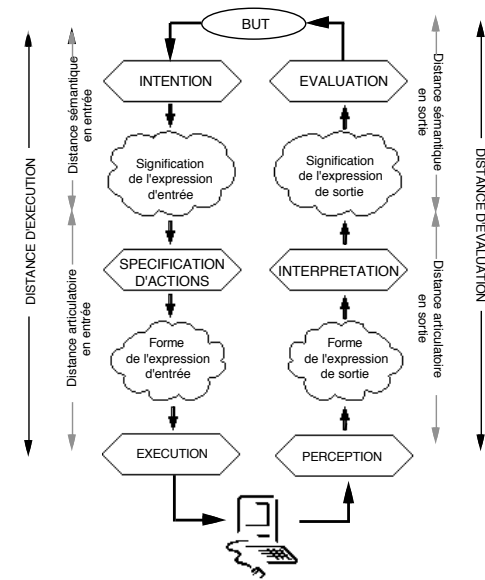 BUT
INTENTION
EVALUATION
Signification
de l'expression
d'entrée
Signification
de l'expression
de sortie
SPECIFICATION
D'ACTIONS
INTERPRETATION
Forme
de l'expression
d'entrée
Forme
de l'expression
de sortie
EXECUTION
PERCEPTION
DISTANCE D'EXECUTION
Distance sémantique
en entrée
Distance articulatoire
en entrée
Distance sémantique
en sortie
Distance articulatoire
en sortie
DISTANCE D'EVALUATION